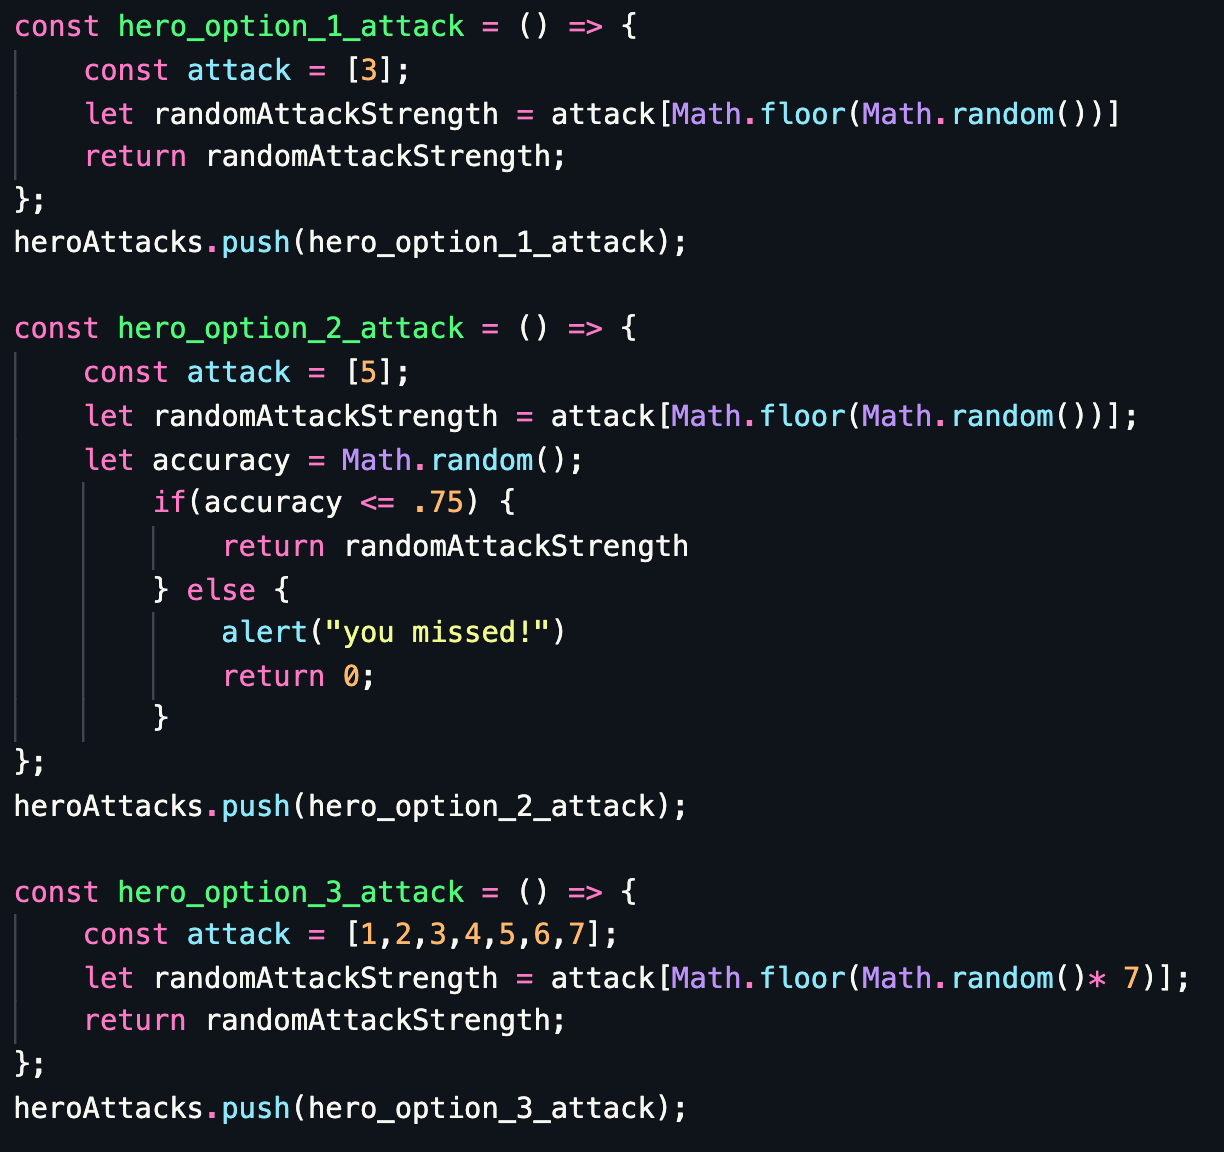 const hero_option_1_attack = () => {
    const attack = [3];
    let randomAttackStrength = attack[Math.floor(Math.random())]
    return randomAttackStrength;
};
heroAttacks.push(hero_option_1_attack);

const hero_option_2_attack = () => {
    const attack = [5];
    let randomAttackStrength = attack[Math.floor(Math.random())];
    let accuracy = Math.random();
        if(accuracy <= .75) {
            return randomAttackStrength
        } else {
            alert("you missed!")
            return 0;
        }
};
heroAttacks.push(hero_option_2_attack);

const hero_option_3_attack = () => {
    const attack = [1,2,3,4,5,6,7];
    let randomAttackStrength = attack[Math.floor(Math.random()* 7)];
    return randomAttackStrength;
};
heroAttacks.push(hero_option_3_attack);